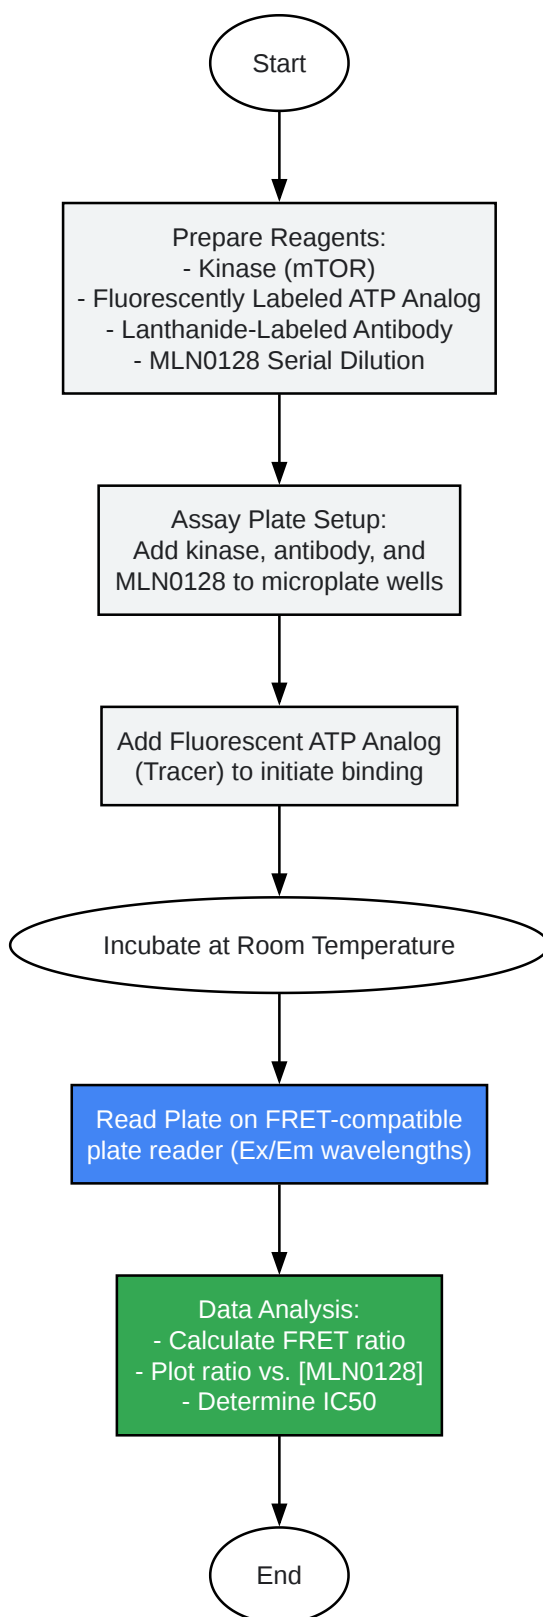 Start
Prepare Reagents:
- Kinase (mTOR)
- Fluorescently Labeled ATP Analog
- Lanthanide-Labeled Antibody
- MLN0128 Serial Dilution
Assay Plate Setup:
Add kinase, antibody, and
MLN0128 to microplate wells
Add Fluorescent ATP Analog
(Tracer) to initiate binding
Incubate at Room Temperature
Read Plate on FRET-compatible
plate reader (Ex/Em wavelengths)
Data Analysis:
- Calculate FRET ratio
- Plot ratio vs. [MLN0128]
- Determine IC50
End